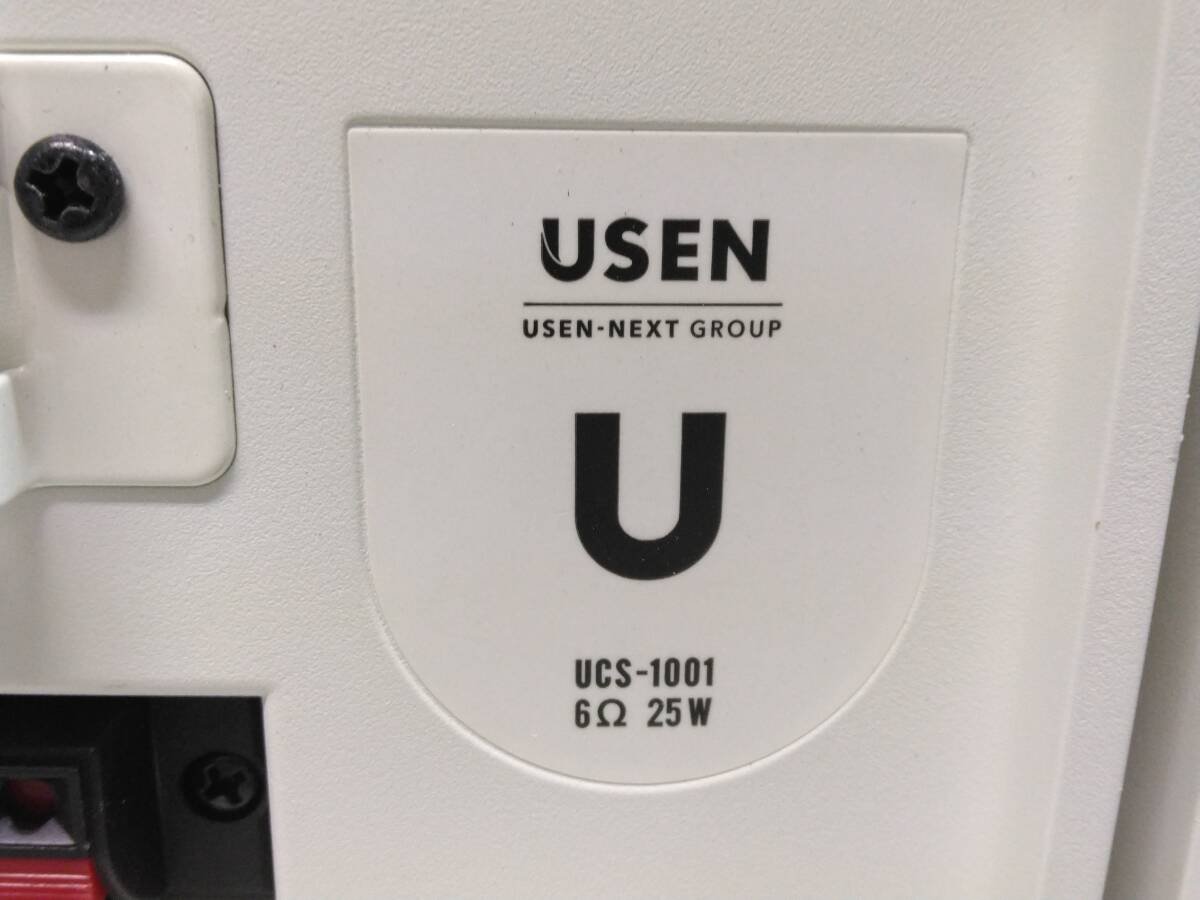 USEN
USEN-NEXT GROUP
U
UCS-1001
6Ω 25W